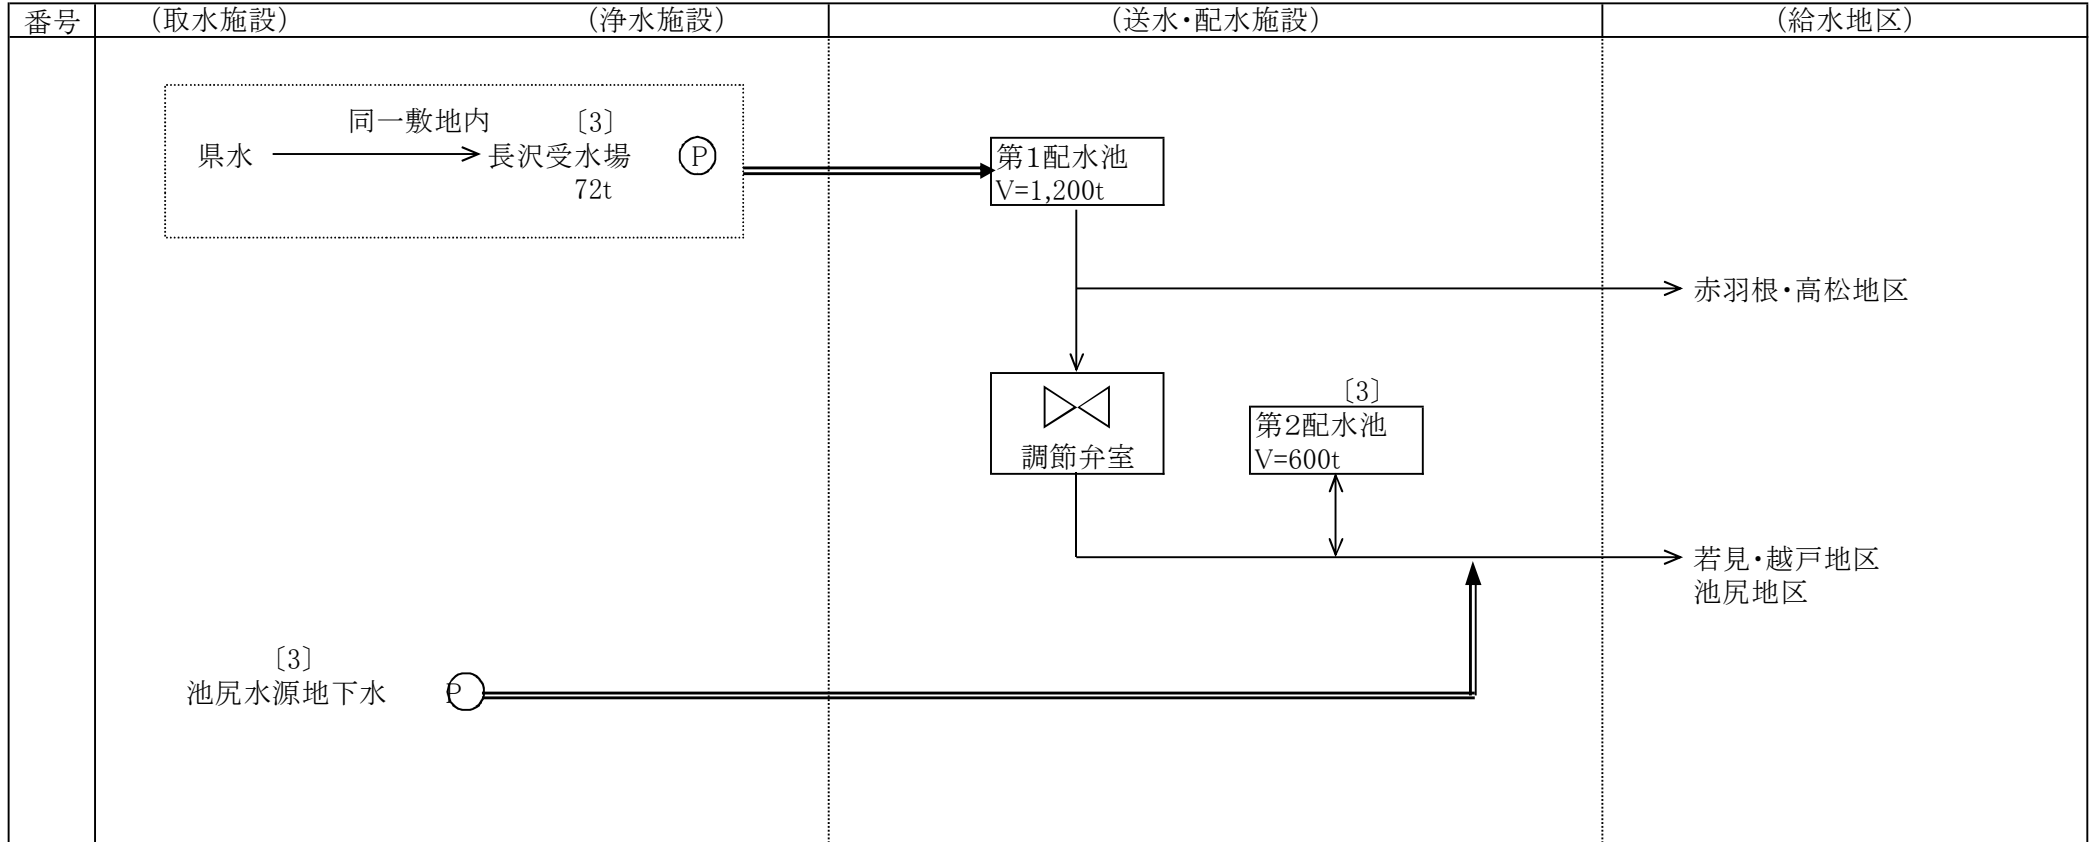 番号 (取水施設) (浄水施設) (送水・配水施設) (給水地区)
同一敷地内 〔3〕
県水 長沢受水場 P
72t
第1配水池
V=1,200t
赤羽根・高松地区
調節弁室
〔3〕
第2配水池
V=600t
若見・越戸地区
池尻地区
〔3〕
池尻水源地下水 P